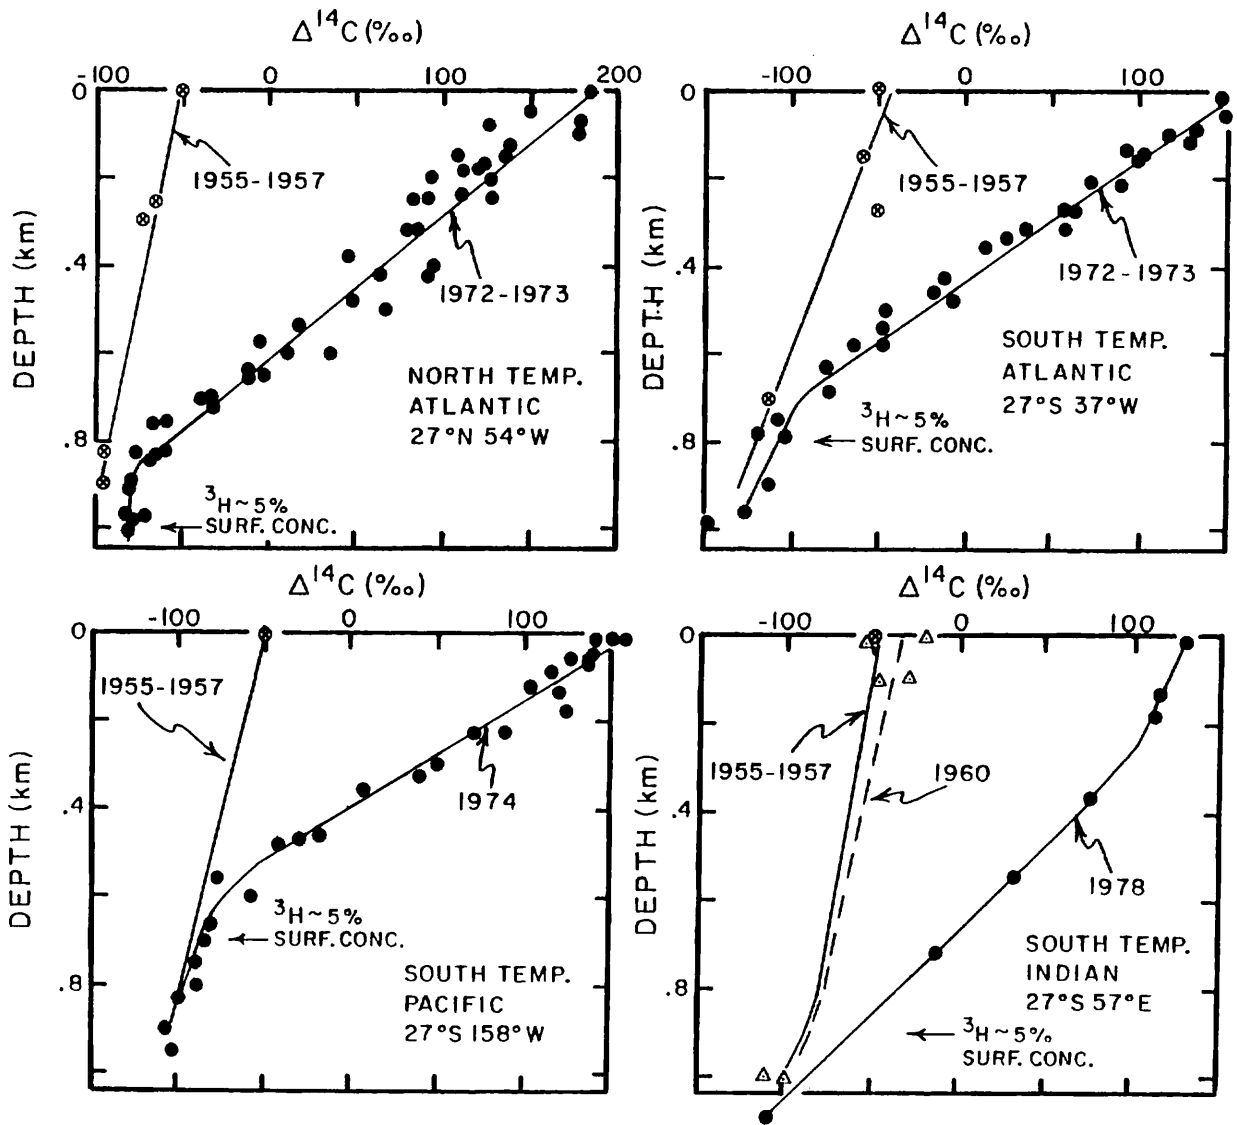 Δ¹⁴C (‰)
-100 0 100 200
0
.4
.8
DEPTH (km)
1955-1957
1972-1973
NORTH TEMP.
ATLANTIC
27°N 54°W
³H~5%
SURF. CONC.
Δ¹⁴C (‰)
-100 0 100
0
.4
.8
DEPTH (km)
1955-1957
1972-1973
SOUTH TEMP.
ATLANTIC
27°S 37°W
³H~5%
SURF. CONC.
Δ¹⁴C (‰)
-100 0 100
0
.4
.8
DEPTH (km)
1955-1957
1974
³H~5%
SURF. CONC.
SOUTH TEMP.
PACIFIC
27°S 158°W
Δ¹⁴C (‰)
-100 0 100
0
.4
.8
DEPTH (km)
1955-1957
1960
1978
SOUTH TEMP.
INDIAN
27°S 57°E
³H~5%
SURF. CONC.